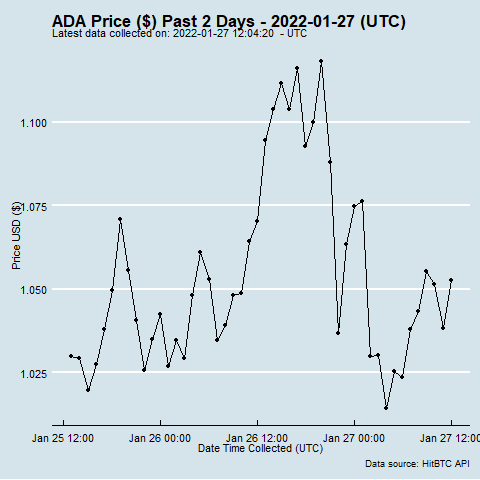 ADA Price ($) Past 2 Days - 2022-01-27 (UTC)
Latest data collected on: 2022-01-27 12:04:20 - UTC
1.100
1.075
1.050
1.025
Price USD ($)
Jan 25 12:00 Jan 26 00:00 Jan 26 12:00 Jan 27 00:00 Jan 27 12:00
Date Time Collected (UTC)
Data source: HitBTC API